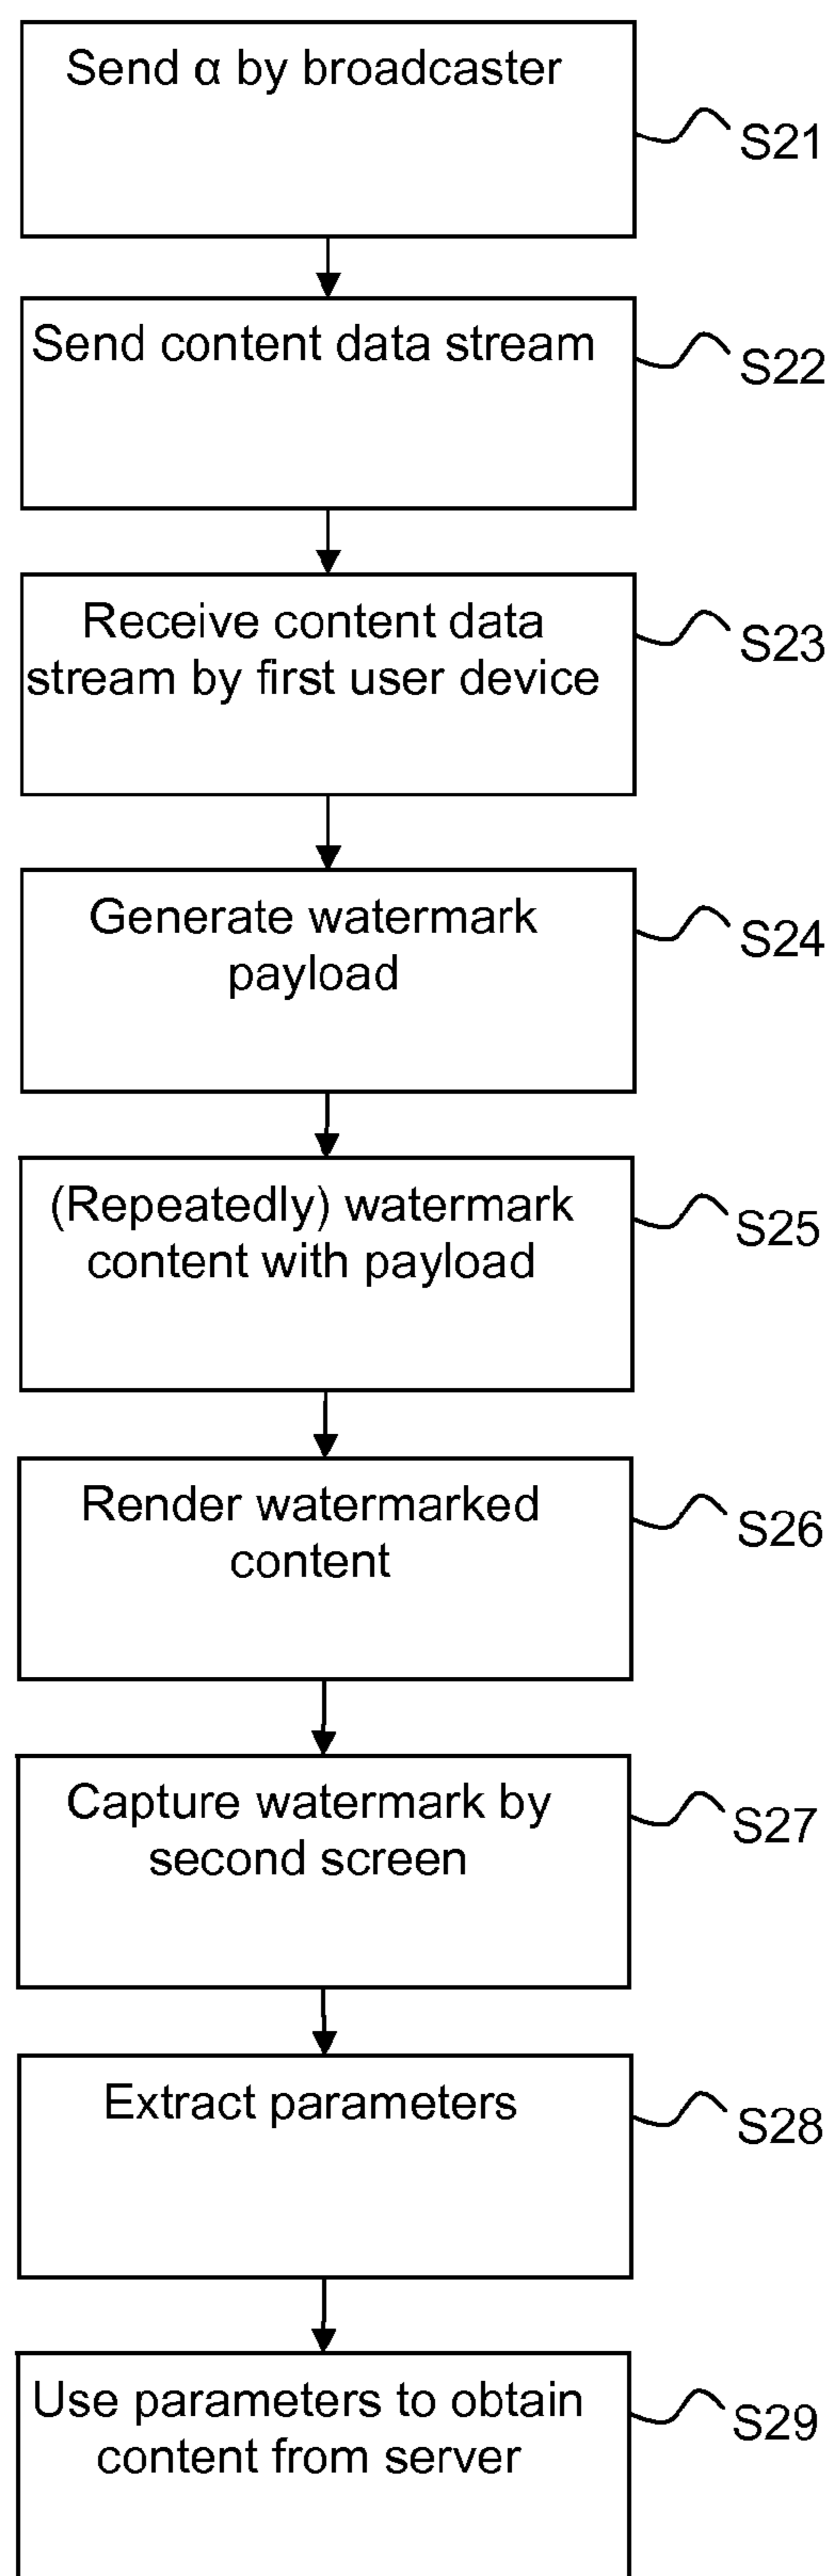 Send α by broadcaster
S21
Send content data stream
S22
Receive content data
stream by first user device
S23
Generate watermark
payload
S24
(Repeatedly) watermark
content with payload
S25
Render watermarked
content
S26
Capture watermark by
second screen
S27
Extract parameters
S28
Use parameters to obtain
content from server
S29